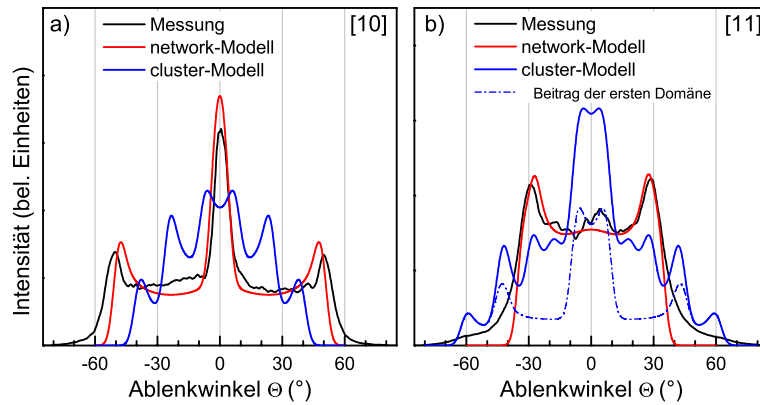 a)
[10]
Messung
network-Modell
cluster-Modell
b)
[11]
Messung
network-Modell
cluster-Modell
Beitrag der ersten Domäne
Intensität (bel. Einheiten)
-60 -30 0 30 60
-60 -30 0 30 60
Ablenkwinkel Θ (°)
Ablenkwinkel Θ (°)